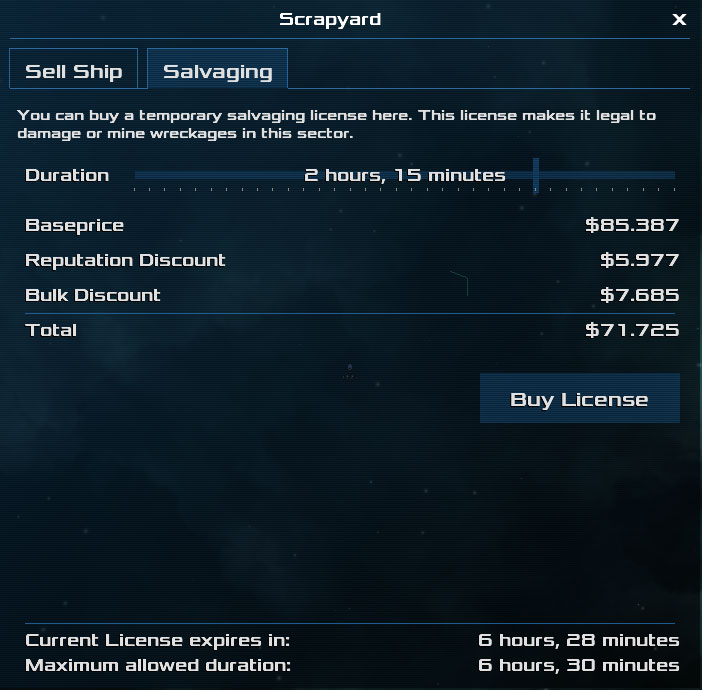 Scrapyard X
Sell Ship Salvaging
You can buy a temporary salvaging license here. This license makes it legal to
damage or mine wreckages in this sector.
Duration 2 hours, 15 minutes
Baseprice $85.387
Reputation Discount $5.977
Bulk Discount $7.685
Total $71.725
Buy License
Current License expires in: 6 hours, 28 minutes
Maximum allowed duration: 6 hours, 30 minutes